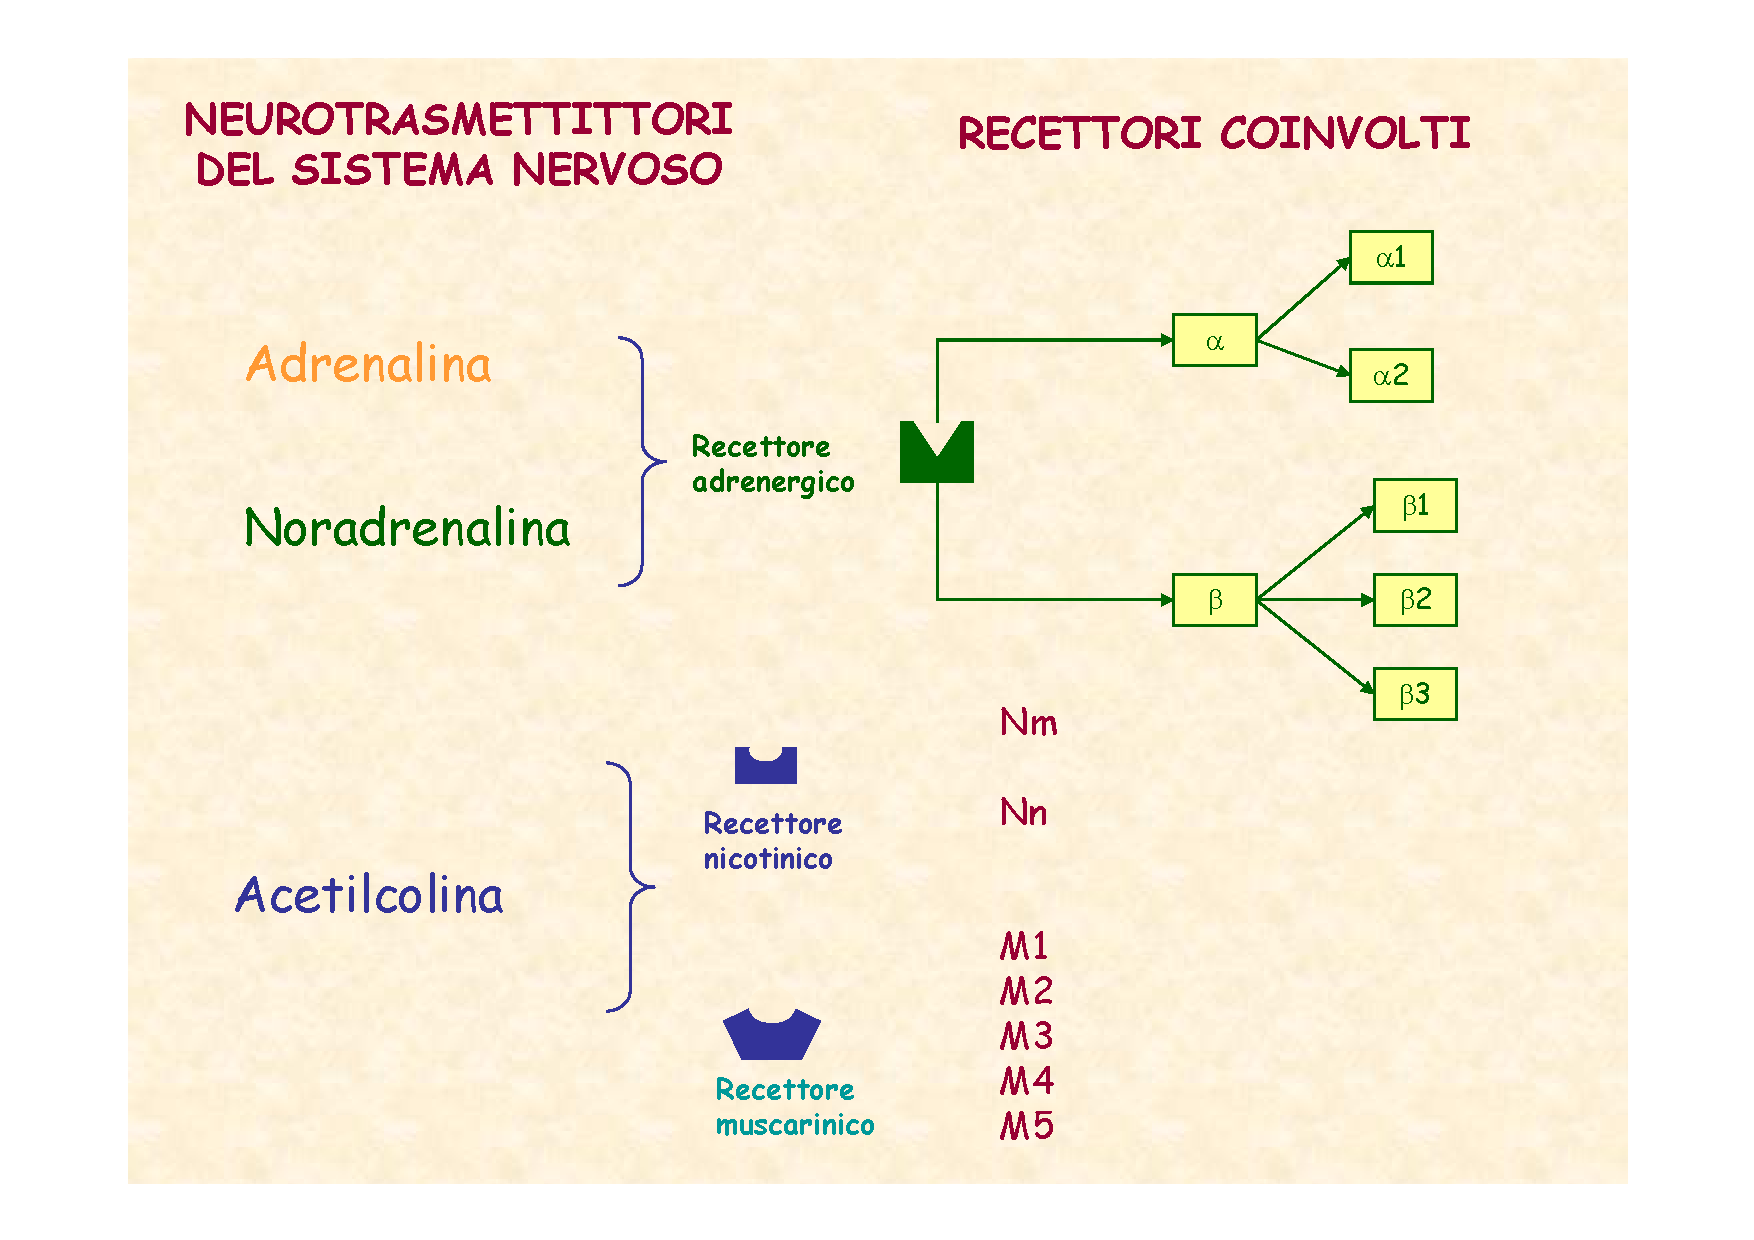 NEUROTRASMETTITTORI
DEL SISTEMA NERVOSO
RECETTORI COINVOLTI
Adrenalina
Noradrenalina
Recettore
adrenergico
α
α1
α2
β
β1
β2
β3
Acetilcolina
Recettore
nicotinico
Nm
Nn
Recettore
muscarinico
M1
M2
M3
M4
M5